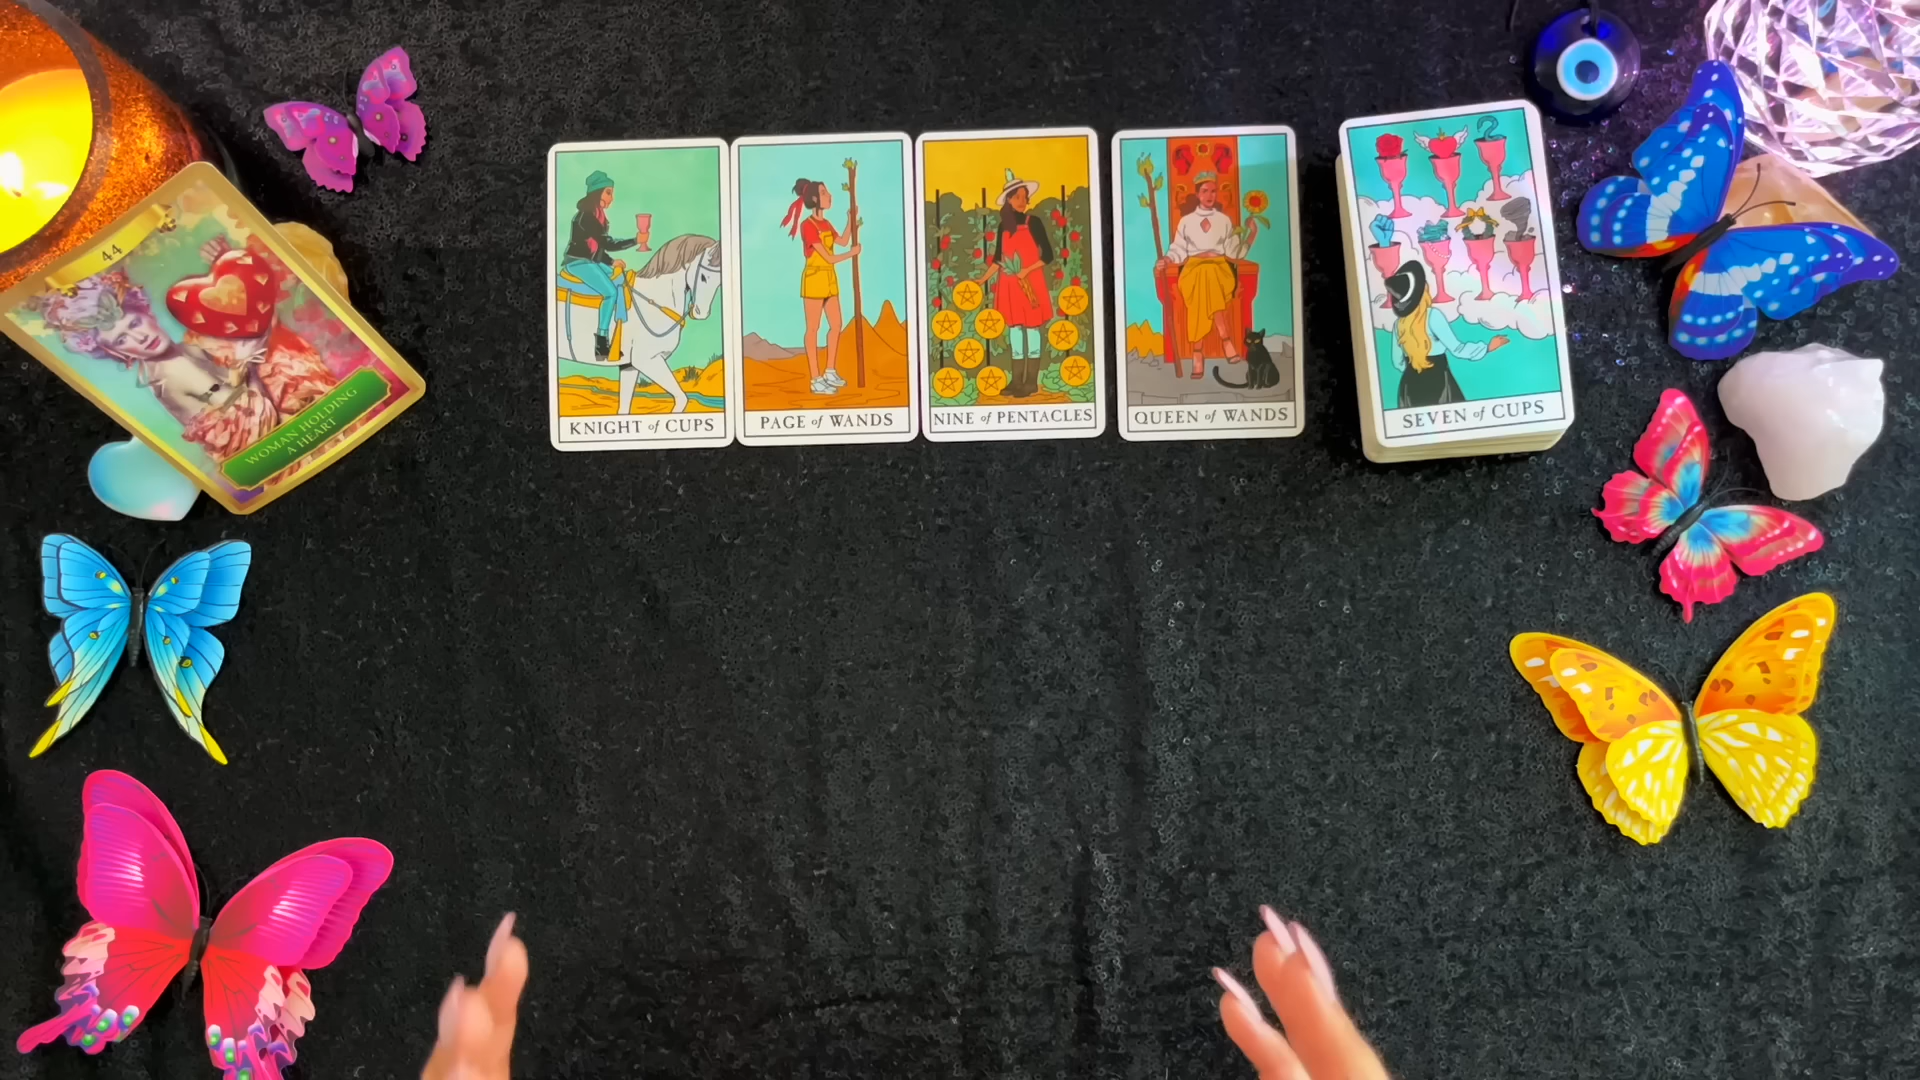 44
WOMAN HOLDING
A HEART
KNIGHT of CUPS
PAGE of WANDS
NINE of PENTACLES
QUEEN of WANDS
SEVEN of CUPS